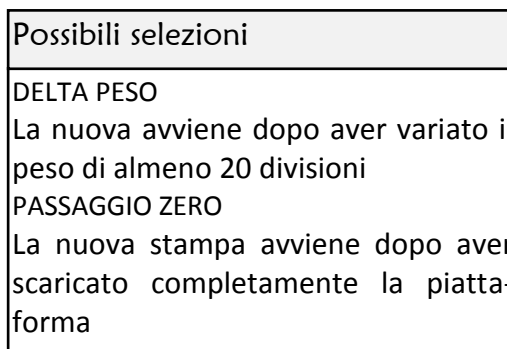 Possibili selezioni
DELTA PESO
La nuova avviene dopo aver variato i
peso di almeno 20 divisioni
PASSAGGIO ZERO
La nuova stampa avviene dopo aver
scaricato completamente la piatta-
forma